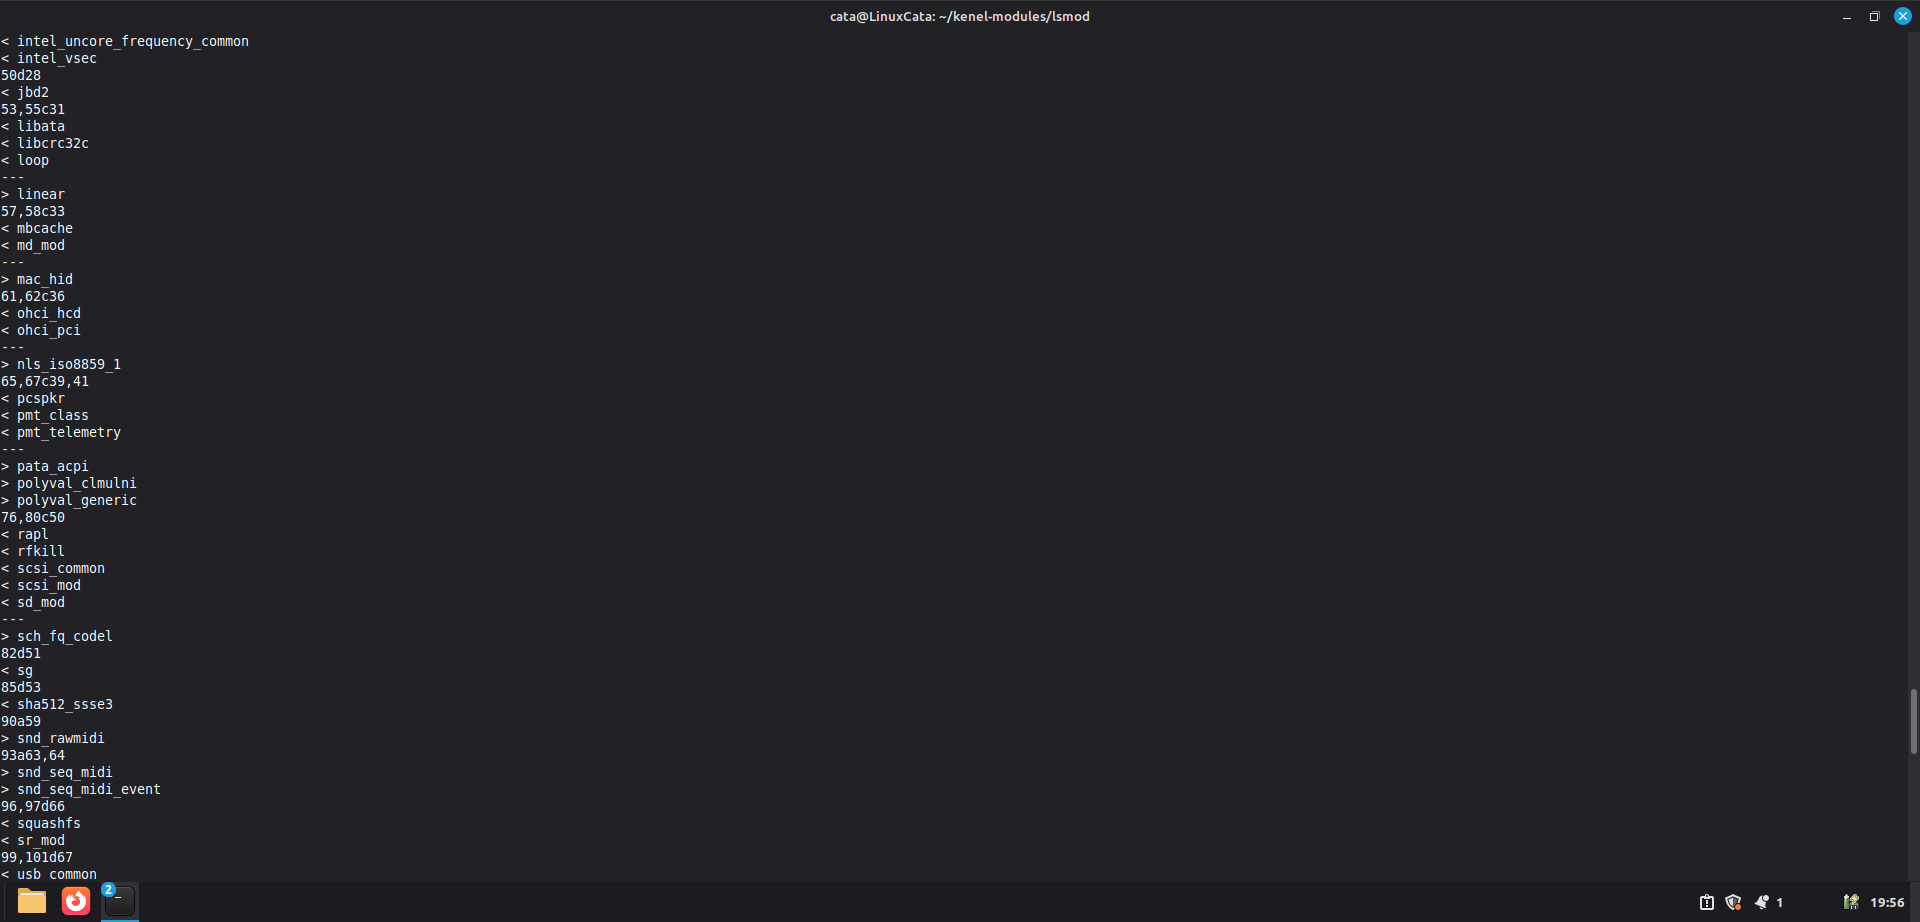 cata@LinuxCata: ~/kenel-modules/lsmod
< intel_uncore_frequency_common
< intel_vsec
50d28
< jbd2
53,55c31
< libata
< libcrc32c
< loop
---
> linear
57,58c33
< mbcache
< md_mod
---
> mac_hid
61,62c36
< ohci_hcd
< ohci_pci
---
> nls_iso8859_1
65,67c39,41
< pcspkr
< pmt_class
< pmt_telemetry
---
> pata_acpi
> polyval_clmulni
> polyval_generic
76,80c50
< rapl
< rfkill
< scsi_common
< scsi_mod
< sd_mod
---
> sch_fq_codel
82d51
< sg
85d53
< sha512_ssse3
90a59
> snd_rawmidi
93a63,64
> snd_seq_midi
> snd_seq_midi_event
96,97d66
< squashfs
< sr_mod
99,101d67
< usb_common
2
1
19:56